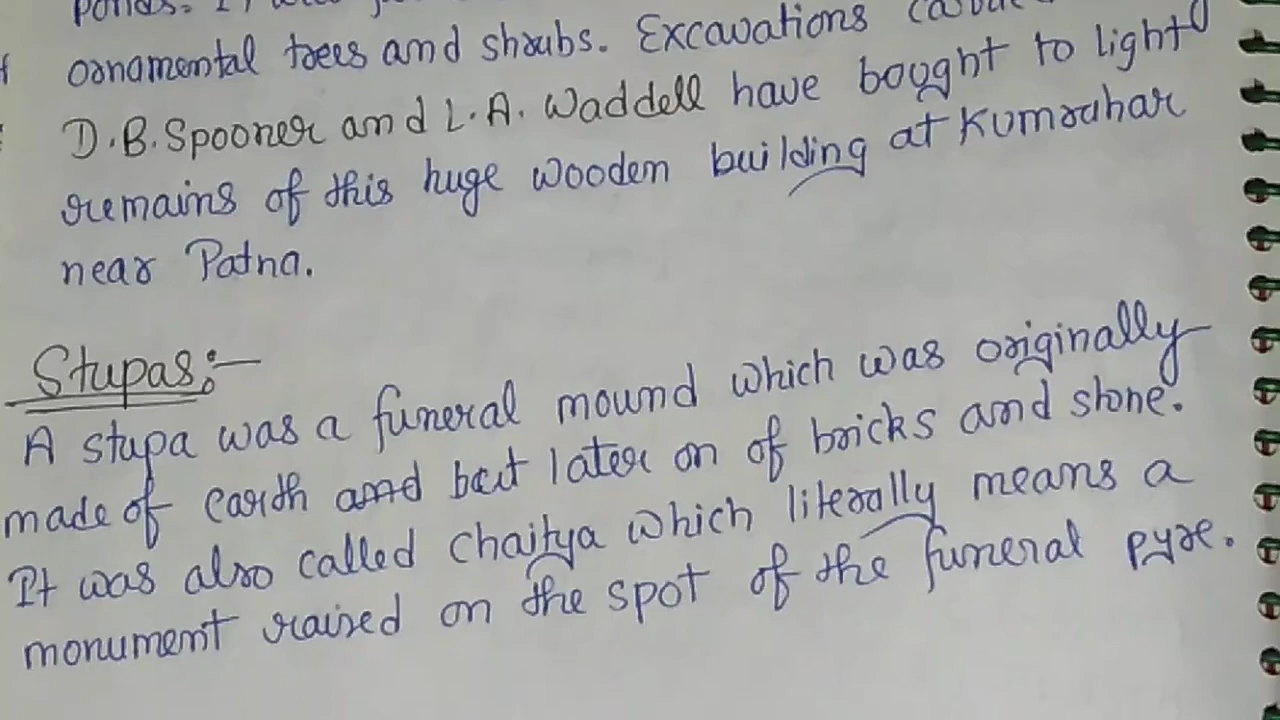 ponds. It was
ornamental trees and shrubs. Excavations
D.B. Spooner and L.A. Waddell have bought to light
remains of this huge wooden building at Kumrahar
near Patna.
Stupas:-
A stupa was a funeral mound which was originally
made of earth and but later on of bricks and stone.
It was also called Chaitya which literally means a
monument raised on the spot of the funeral pyre.